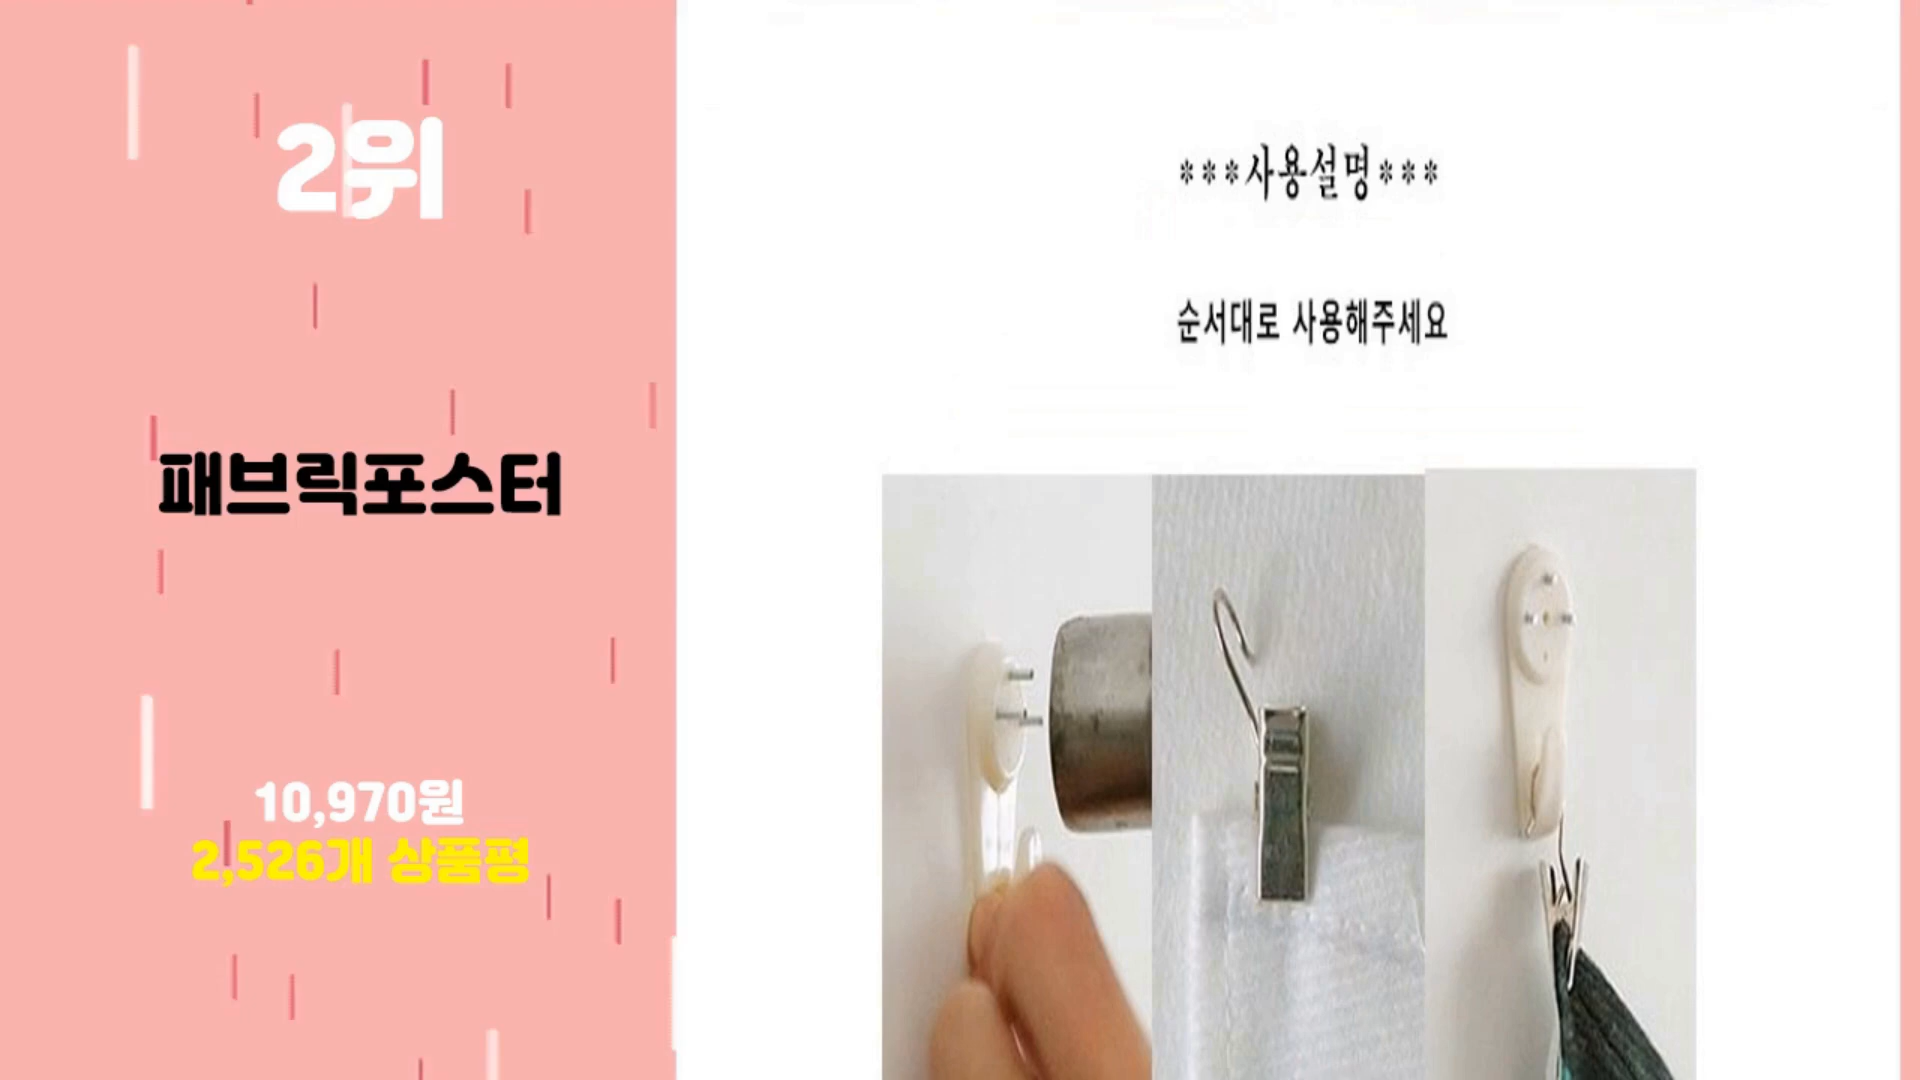 2위
패브릭포스터
10,970원
2,526개 상품평
***사용설명***
순서대로 사용해주세요